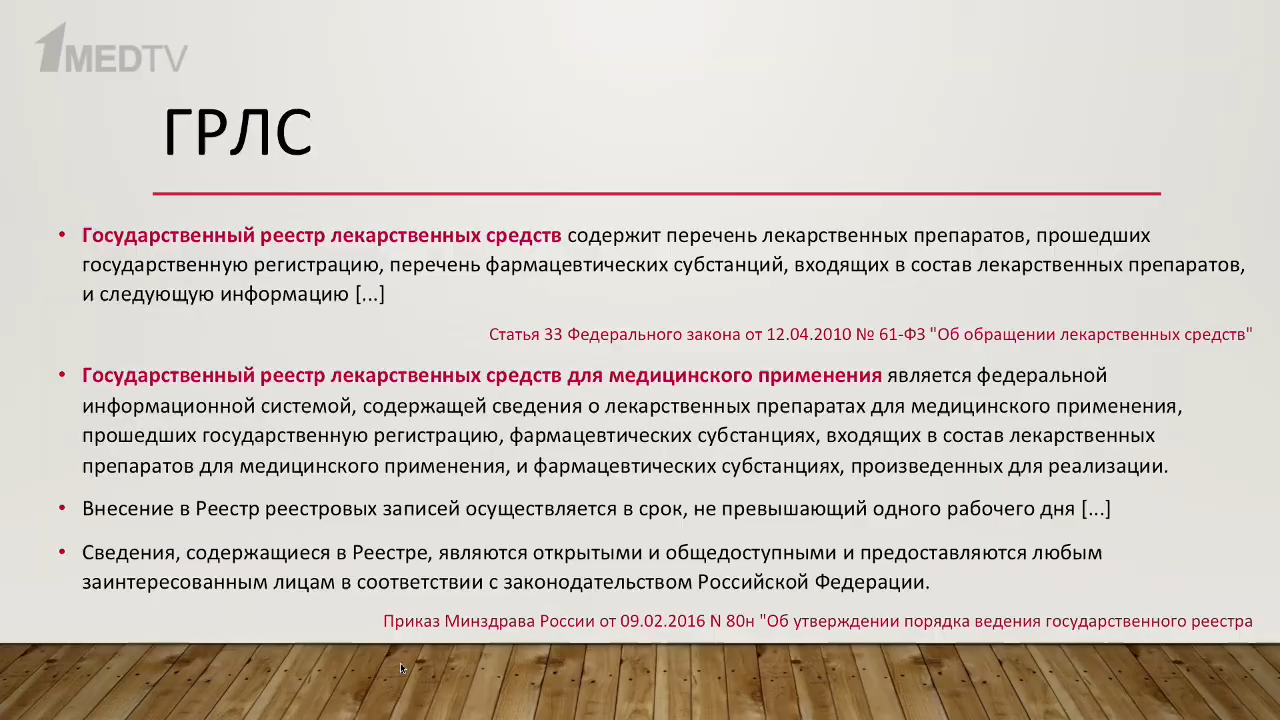 1MEDTV
ГРЛС
• Государственный реестр лекарственных средств содержит перечень лекарственных препаратов, прошедших
государственную регистрацию, перечень фармацевтических субстанций, входящих в состав лекарственных препаратов,
и следующую информацию [...]
Статья 33 Федерального закона от 12.04.2010 № 61-ФЗ "Об обращении лекарственных средств"
• Государственный реестр лекарственных средств для медицинского применения является федеральной
информационной системой, содержащей сведения о лекарственных препаратах для медицинского применения,
прошедших государственную регистрацию, фармацевтических субстанциях, входящих в состав лекарственных
препаратов для медицинского применения, и фармацевтических субстанциях, произведенных для реализации.
• Внесение в Реестр реестровых записей осуществляется в срок, не превышающий одного рабочего дня [...]
• Сведения, содержащиеся в Реестре, являются открытыми и общедоступными и предоставляются любым
заинтересованным лицам в соответствии с законодательством Российской Федерации.
Приказ Минздрава России от 09.02.2016 N 80н "Об утверждении порядка ведения государственного реестра